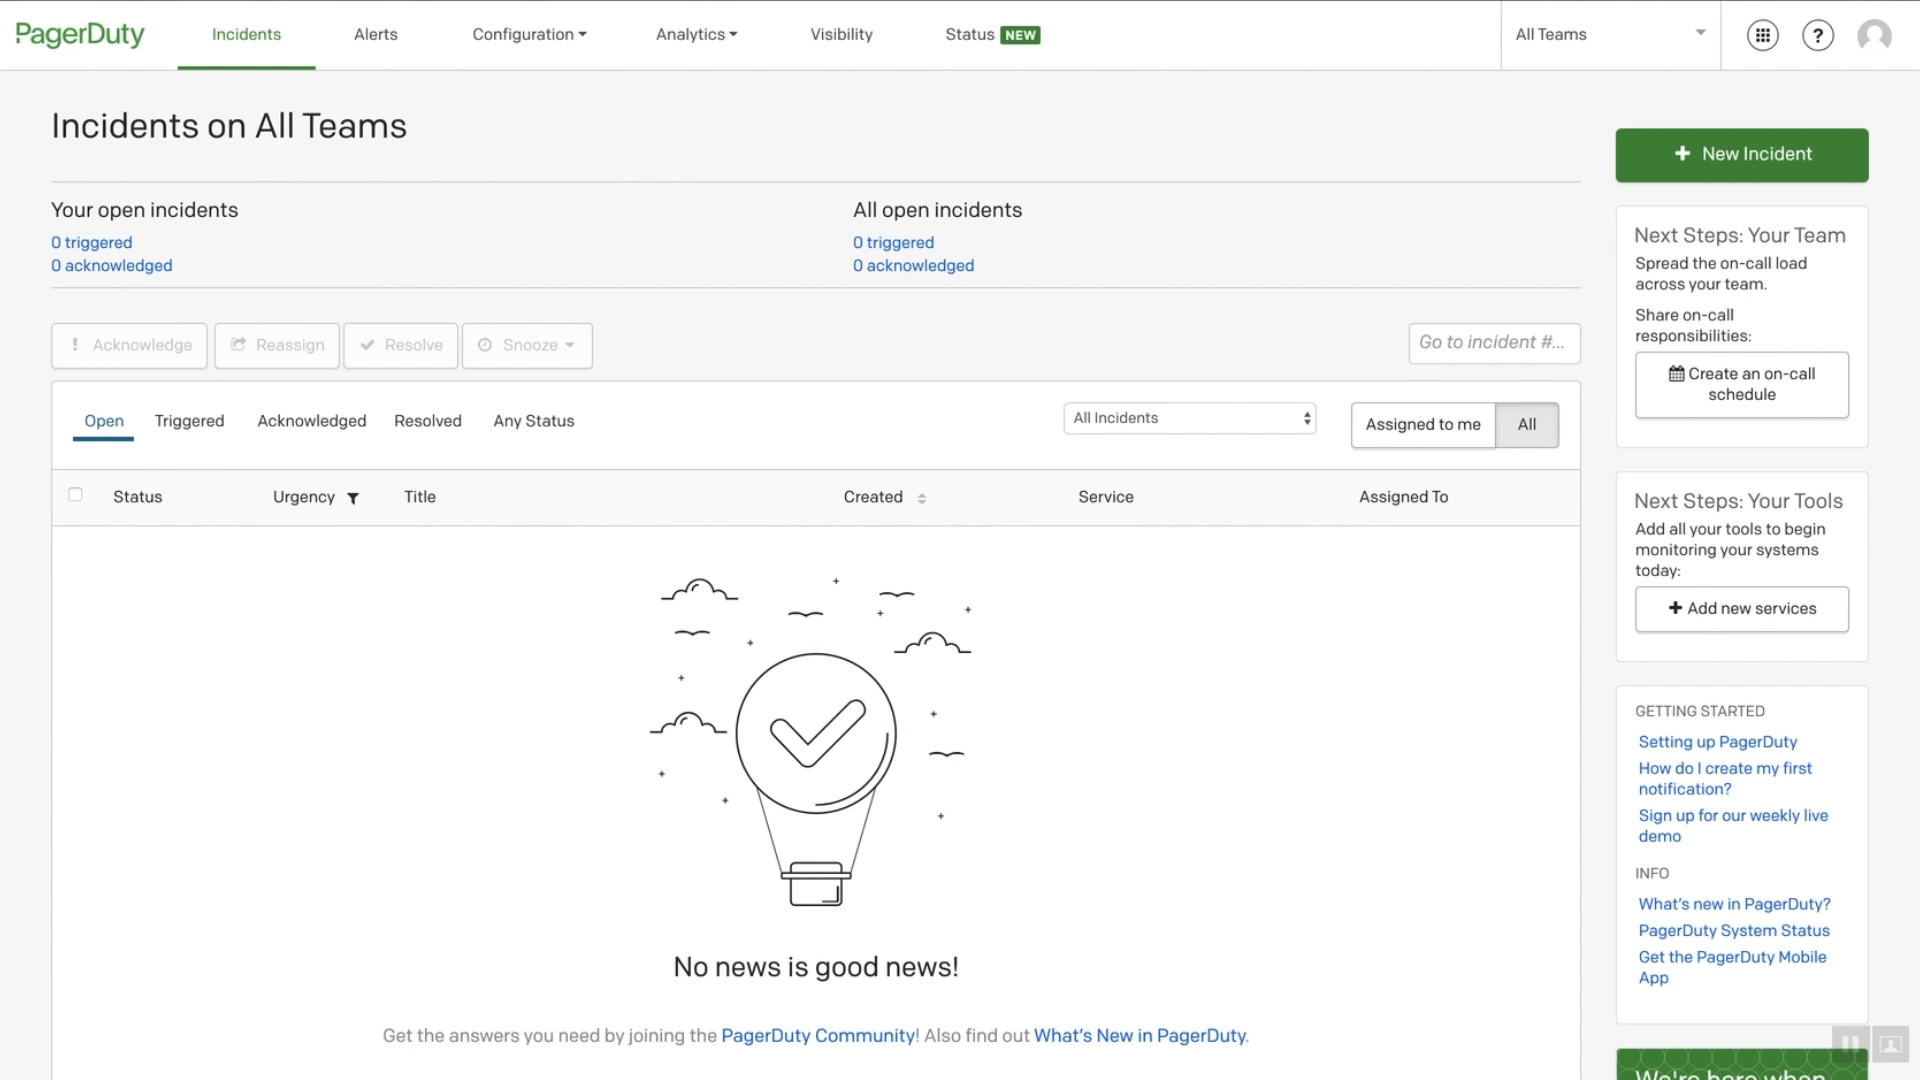 PagerDuty
Incidents
Alerts
Configuration
Analytics
Visibility
Status NEW
All Teams
?
Incidents on All Teams
Your open incidents
0 triggered
0 acknowledged
All open incidents
0 triggered
0 acknowledged
! Acknowledge
Reassign
Resolve
Snooze
Go to incident #...
Open
Triggered
Acknowledged
Resolved
Any Status
All Incidents
Assigned to me
All
Status
Urgency
Title
Created
Service
Assigned To
No news is good news!
Get the answers you need by joining the PagerDuty Community! Also find out What's New in PagerDuty.
+ New Incident
Next Steps: Your Team
Spread the on-call load
across your team.
Share on-call
responsibilities:
Create an on-call
schedule
Next Steps: Your Tools
Add all your tools to begin
monitoring your systems
today:
+ Add new services
GETTING STARTED
Setting up PagerDuty
How do I create my first
notification?
Sign up for our weekly live
demo
INFO
What's new in PagerDuty?
PagerDuty System Status
Get the PagerDuty Mobile
App
We're here when